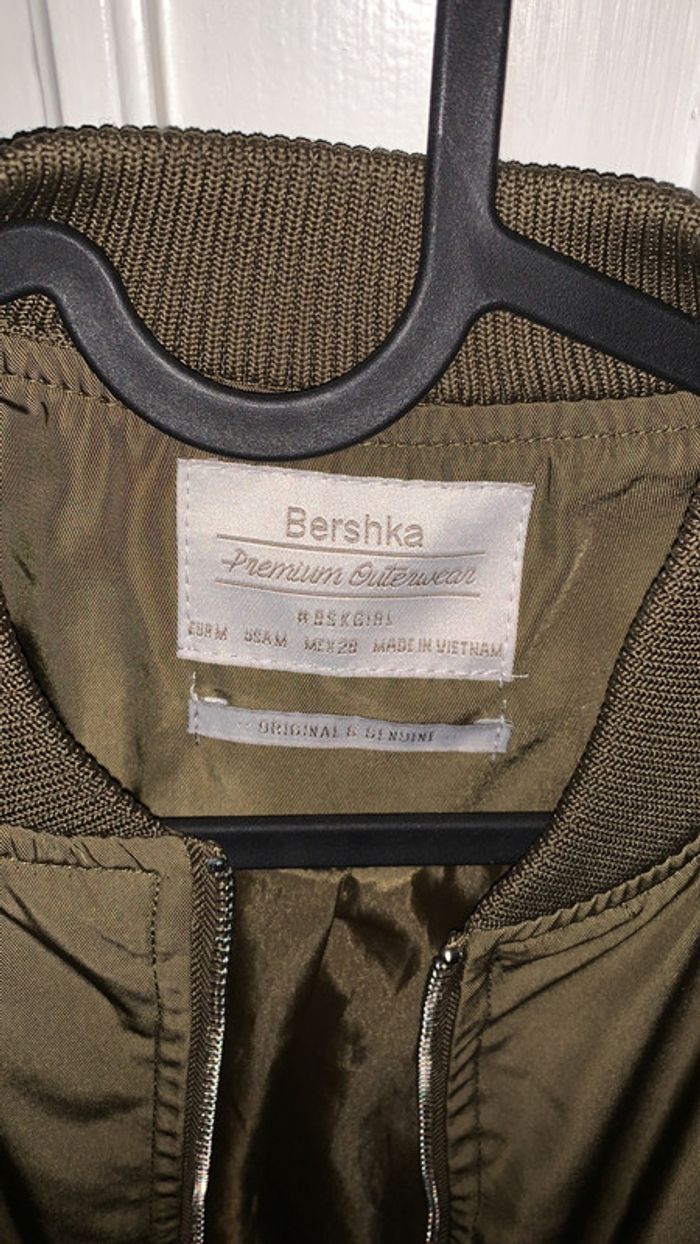 Bershka
Premium Outerwear
#BSKGIRL
EUR M USA M MEX 28 MADE IN VIETNAM
ORIGINAL & GENUINE